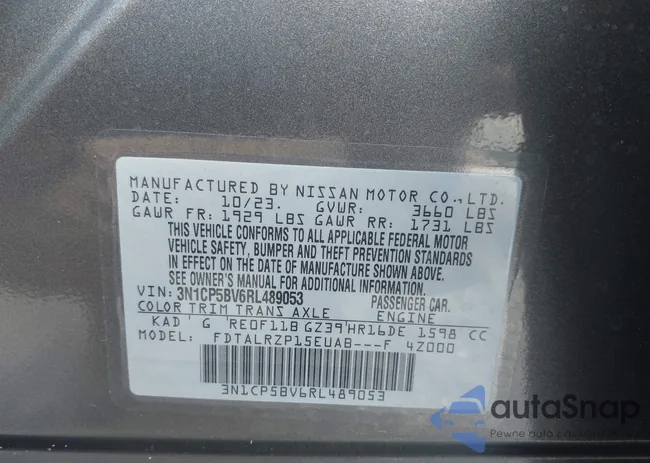 MANUFACTURED BY NISSAN MOTOR CO.,LTD.
DATE: 10/23. GVWR: 3660 LBS
GAWR FR: 1929 LBS GAWR RR: 1731 LBS
THIS VEHICLE CONFORMS TO ALL APPLICABLE FEDERAL MOTOR
VEHICLE SAFETY, BUMPER AND THEFT PREVENTION STANDARDS
IN EFFECT ON THE DATE OF MANUFACTURE SHOWN ABOVE.
SEE OWNER'S MANUAL FOR ADDITIONAL INFORMATION
VIN: 3N1CP5BV6RL489053 PASSENGER CAR.
COLOR TRIM TRANS AXLE ENGINE
KAD G RE0F11B GZ39 HR16DE 1598 CC
MODEL: FDTALRZP15EUAB---F 4Z000
3N1CP5BV6RL489053
autoSnap
Pewne auto z